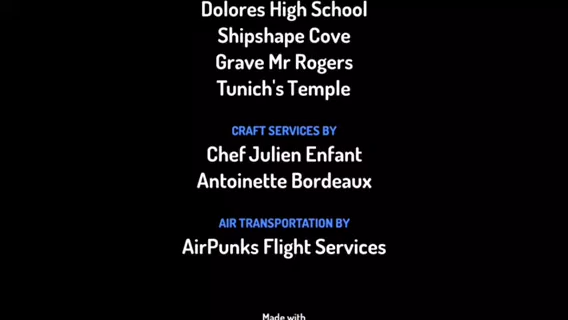 Dolores High School
Shipshape Cove
Grave Mr Rogers
Tunich's Temple
CRAFT SERVICES BY
Chef Julien Enfant
Antoinette Bordeaux
AIR TRANSPORTATION BY
AirPunks Flight Services
Made with